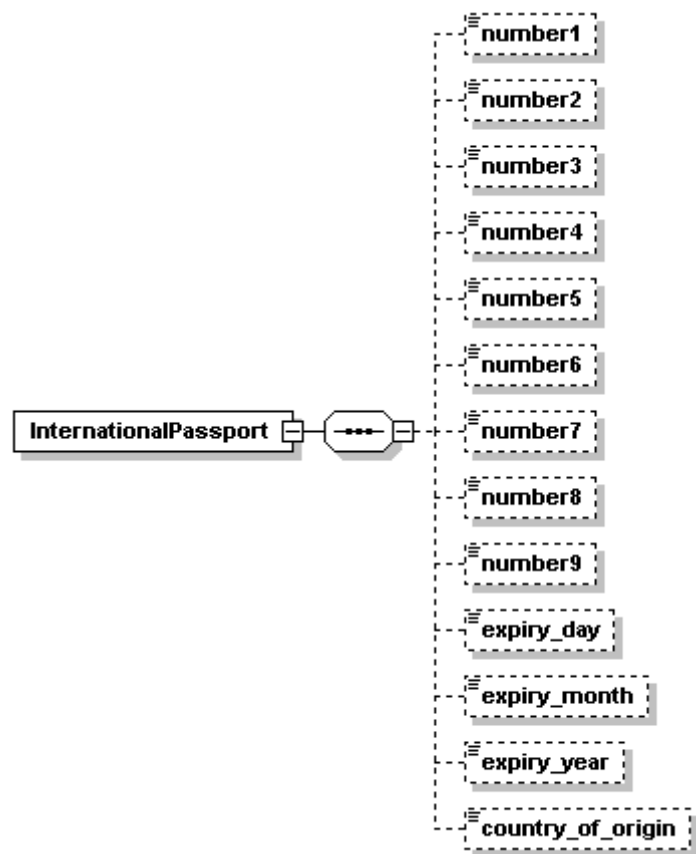 number1
number2
number3
number4
number5
number6
InternationalPassport
number7
number8
number9
expiry_day
expiry_month
expiry_year
country_of_origin